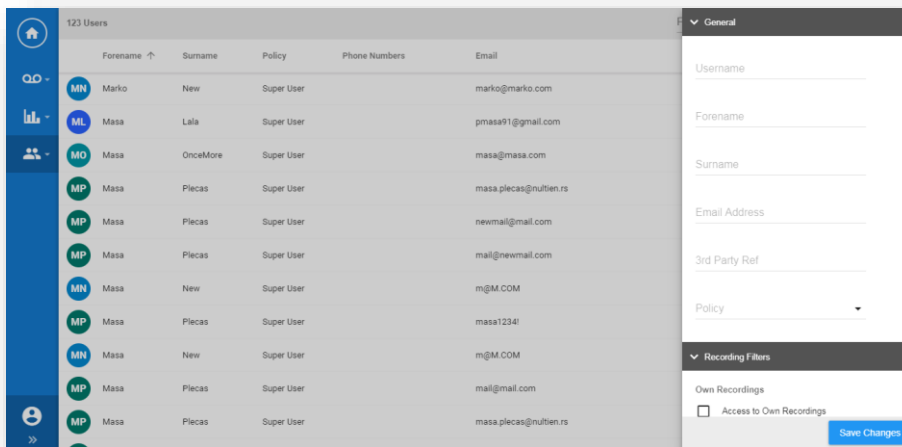 123 Users
Forename ↑ Surname Policy Phone Numbers Email
MN Marko New Super User marko@marko.com
ML Masa Lala Super User pmasa91@gmail.com
MO Masa OnceMore Super User masa@masa.com
MP Masa Plecas Super User masa.plecas@nultien.rs
MP Masa Plecas Super User newmail@mail.com
MP Masa Plecas Super User mail@newmail.com
MN Masa New Super User m@M.COM
MP Masa Plecas Super User masa1234!
MN Masa New Super User m@M.COM
MP Masa Plecas Super User mail@mail.com
MP Masa Plecas Super User masa.plecas@nultien.rs
General
Username
Forename
Surname
Email Address
3rd Party Ref
Policy
Recording Filters
Own Recordings
Access to Own Recordings
Save Changes